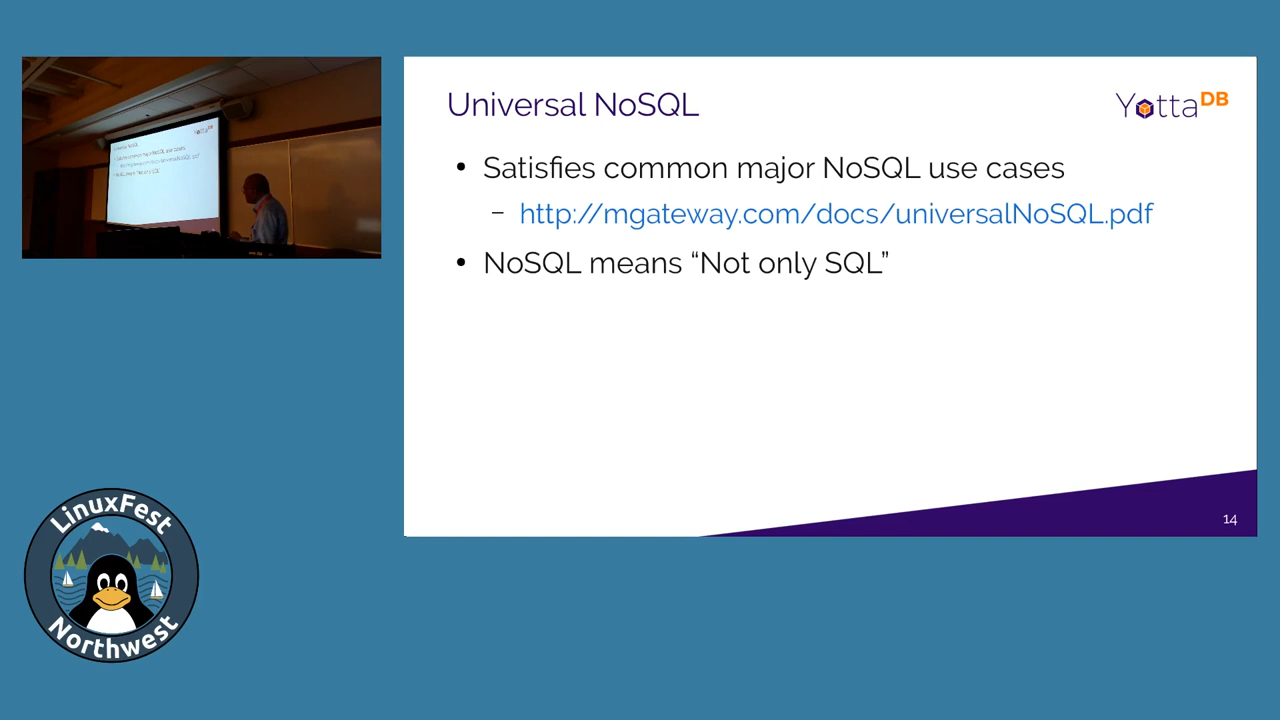 Universal NoSQL
YottaDB
• Satisfies common major NoSQL use cases
– http://mgateway.com/docs/universalNoSQL.pdf
• NoSQL means “Not only SQL”
14
LinuxFest
Northwest